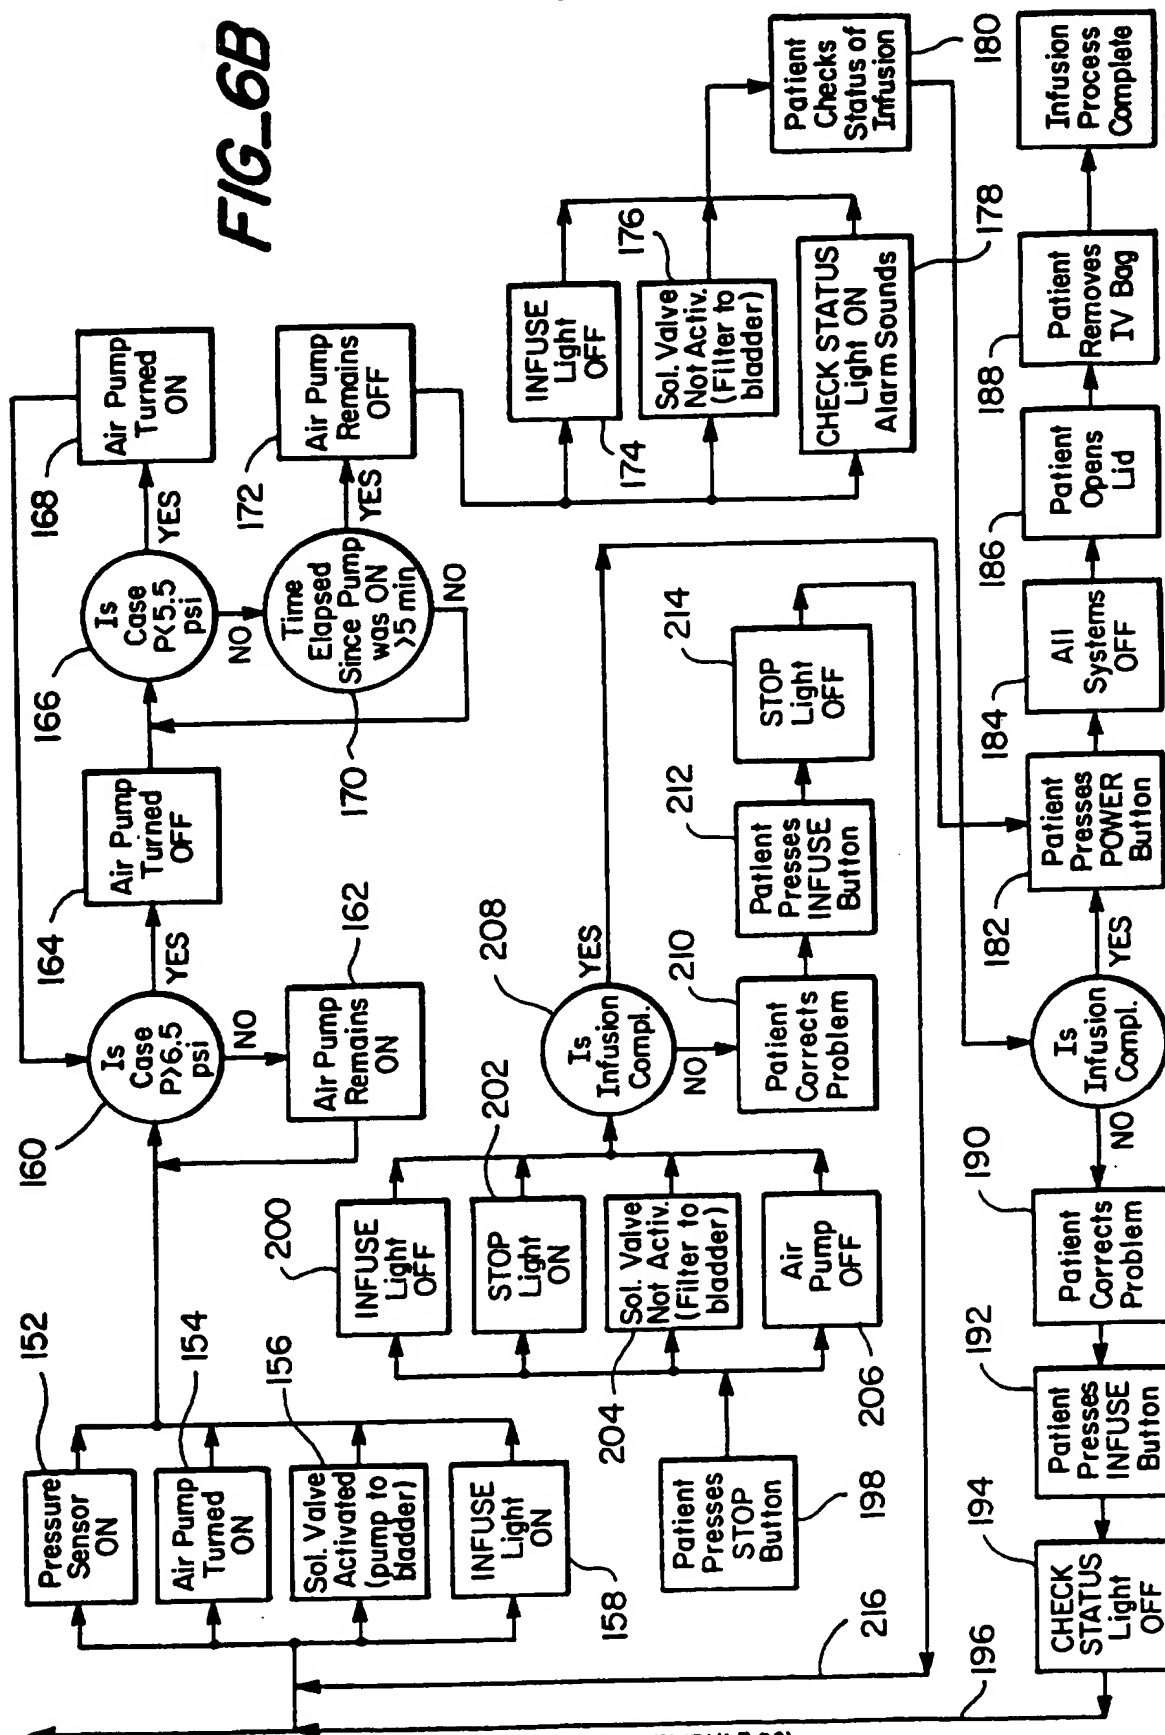 FIG_6B
152
Pressure
Sensor
ON
154
Air Pump
Turned
ON
156
Sol. Valve
Activated
(pump to
bladder)
INFUSE
Light
ON
158
160
Is
Case
P>6.5
psi
YES
NO
162
Air Pump
Remains
ON
164
Air Pump
Turned
OFF
166
Is
Case
P<5.5
psi
YES
NO
168
Air Pump
Turned
ON
170
Time
Elapsed
Since Pump
was ON
>5 min
YES
NO
172
Air Pump
Remains
OFF
INFUSE
Light
OFF
174
176
Sol. Valve
Not Activ.
(Filter to
bladder)
CHECK STATUS
Light ON
Alarm Sounds
178
Patient
Checks
Status of
Infusion
180
Patient
Presses
STOP
Button
198
200
INFUSE
Light
OFF
202
STOP
Light
ON
204
Sol. Valve
Not Activ.
(Filter to
bladder)
Air
Pump
OFF
206
208
Is
Infusion
Compl.
YES
NO
210
Patient
Corrects
Problem
212
Patient
Presses
INFUSE
Button
214
STOP
Light
OFF
216
196
194
CHECK
STATUS
Light
OFF
192
Patient
Presses
INFUSE
Button
190
Patient
Corrects
Problem
NO
Is
Infusion
Compl.
YES
182
Patient
Presses
POWER
Button
184
All
Systems
OFF
186
Patient
Opens
Lid
188
Patient
Removes
IV Bag
Infusion
Process
Complete